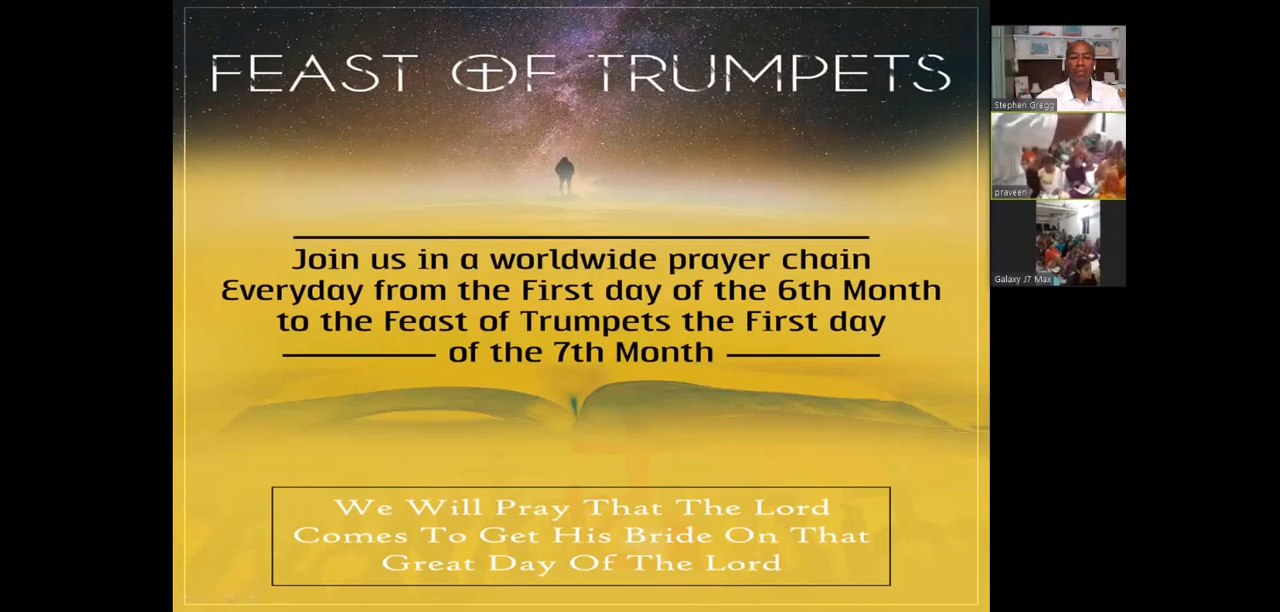 FEAST OF TRUMPETS
Join us in a worldwide prayer chain
Everyday from the First day of the 6th Month
to the Feast of Trumpets the First day
of the 7th Month
We Will Pray That The Lord
Comes To Get His Bride On That
Great Day Of The Lord
Stephen Gregg
praveen
Galaxy J7 Max